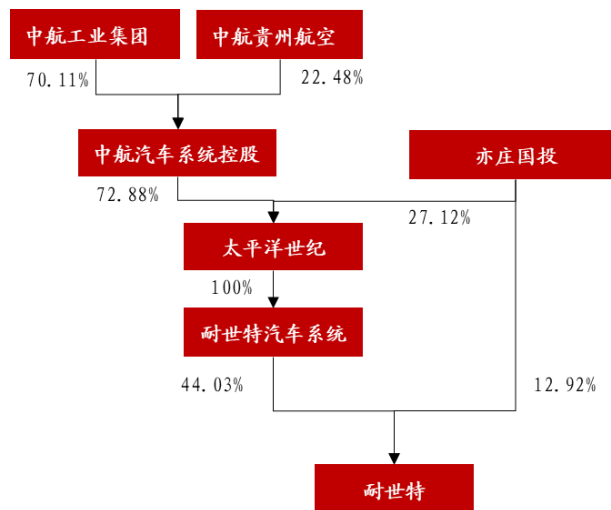 中航工业集团
中航贵州航空
70.11%
22.48%
中航汽车系统控股
亦庄国投
72.88%
27.12%
太平洋世纪
100%
耐世特汽车系统
44.03%
12.92%
耐世特